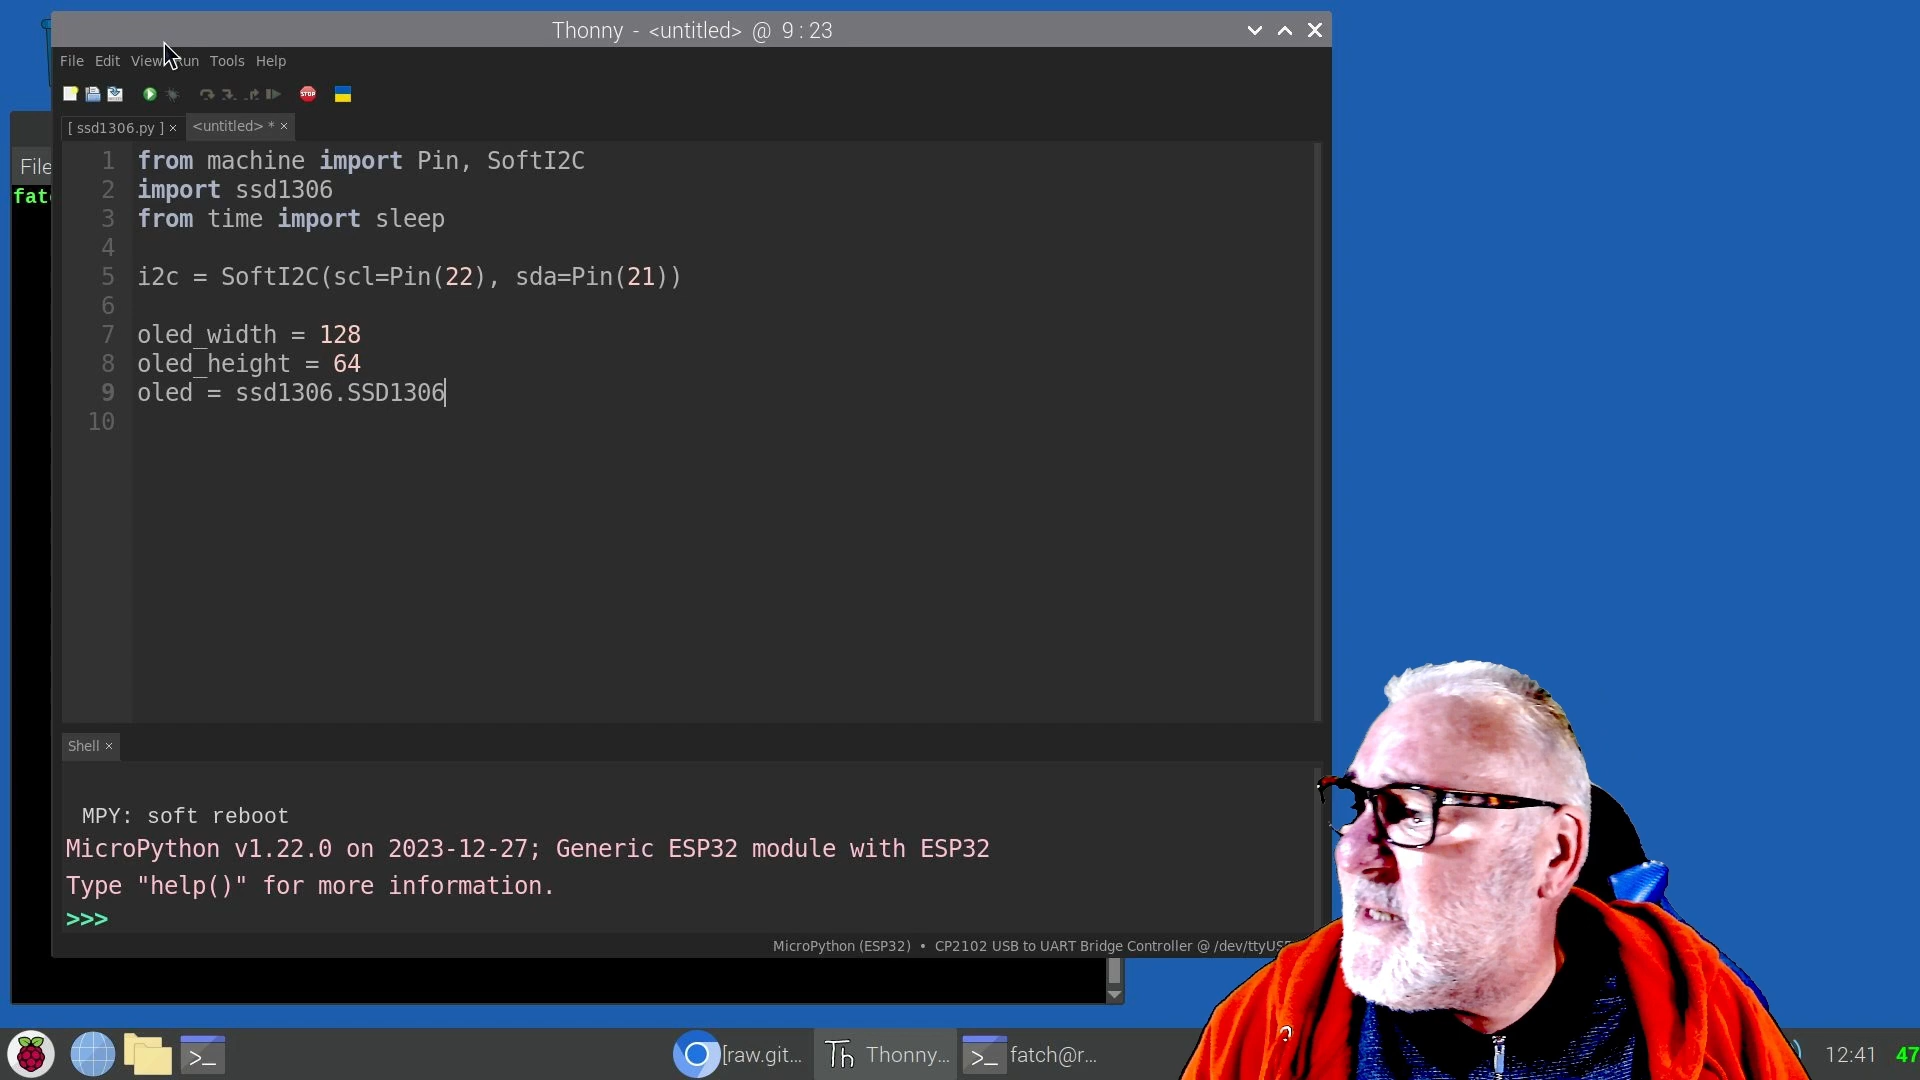 Thonny - <untitled> @ 9 : 23
File Edit View Run Tools Help
STOP
[ ssd1306.py ] × <untitled> * ×
File
1 from machine import Pin, SoftI2C
2 import ssd1306
3 from time import sleep
4
5 i2c = SoftI2C(scl=Pin(22), sda=Pin(21))
6
7 oled_width = 128
8 oled_height = 64
9 oled = ssd1306.SSD1306
10
Shell ×
MPY: soft reboot
MicroPython v1.22.0 on 2023-12-27; Generic ESP32 module with ESP32
Type "help()" for more information.
>>>
MicroPython (ESP32) • CP2102 USB to UART Bridge Controller @
>_ [raw.git... Th Thonny... >_ fatch@r... 12:41 47